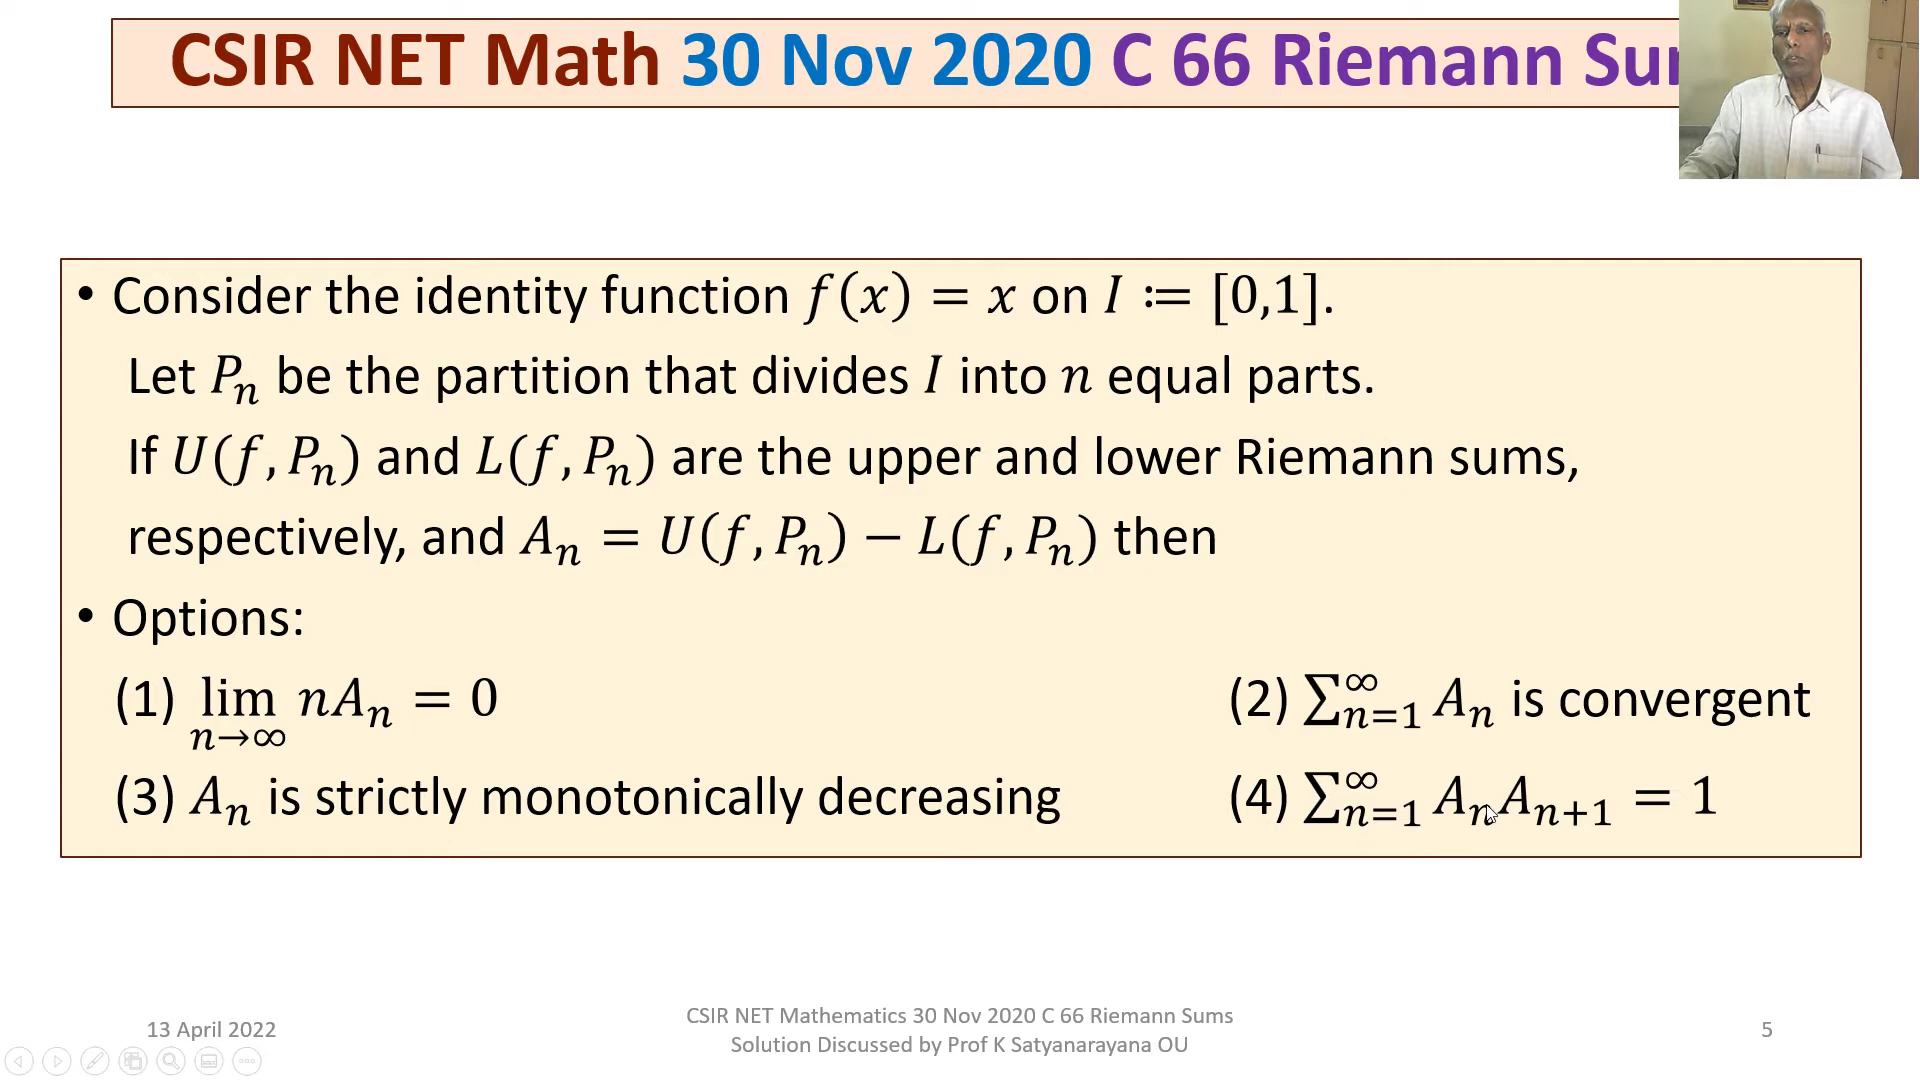 CSIR NET Math 30 Nov 2020 C 66 Riemann
• Consider the identity function f(x) = x on I ≔ [0,1].
Let Pₙ be the partition that divides I into n equal parts.
If U(f, Pₙ) and L(f, Pₙ) are the upper and lower Riemann sums,
respectively, and Aₙ = U(f, Pₙ) − L(f, Pₙ) then
• Options:
(1) lim n→∞ nAₙ = 0 (2) ∑ₙ₌₁^∞ Aₙ is convergent
(3) Aₙ is strictly monotonically decreasing (4) ∑ₙ₌₁^∞ AₙAₙ₊₁ = 1
13 April 2022
CSIR NET Mathematics 30 Nov 2020 C 66 Riemann Sums
Solution Discussed by Prof K Satyanarayana OU
5